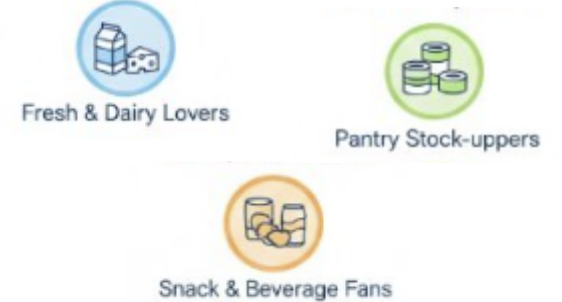 Fresh & Dairy Lovers
Pantry Stock-uppers
Snack & Beverage Fans